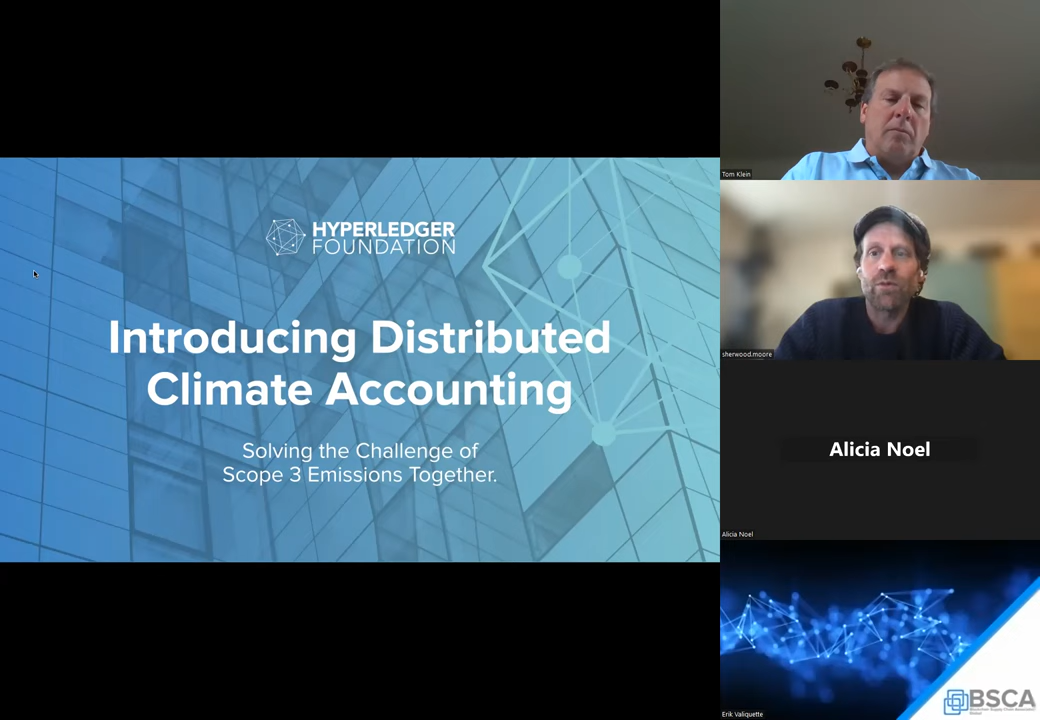 HYPERLEDGER
FOUNDATION
Introducing Distributed
Climate Accounting
Solving the Challenge of
Scope 3 Emissions Together.
Tom Klein
sherwood.moore
Alicia Noel
Alicia Noel
BSCA
Erik Valiquette